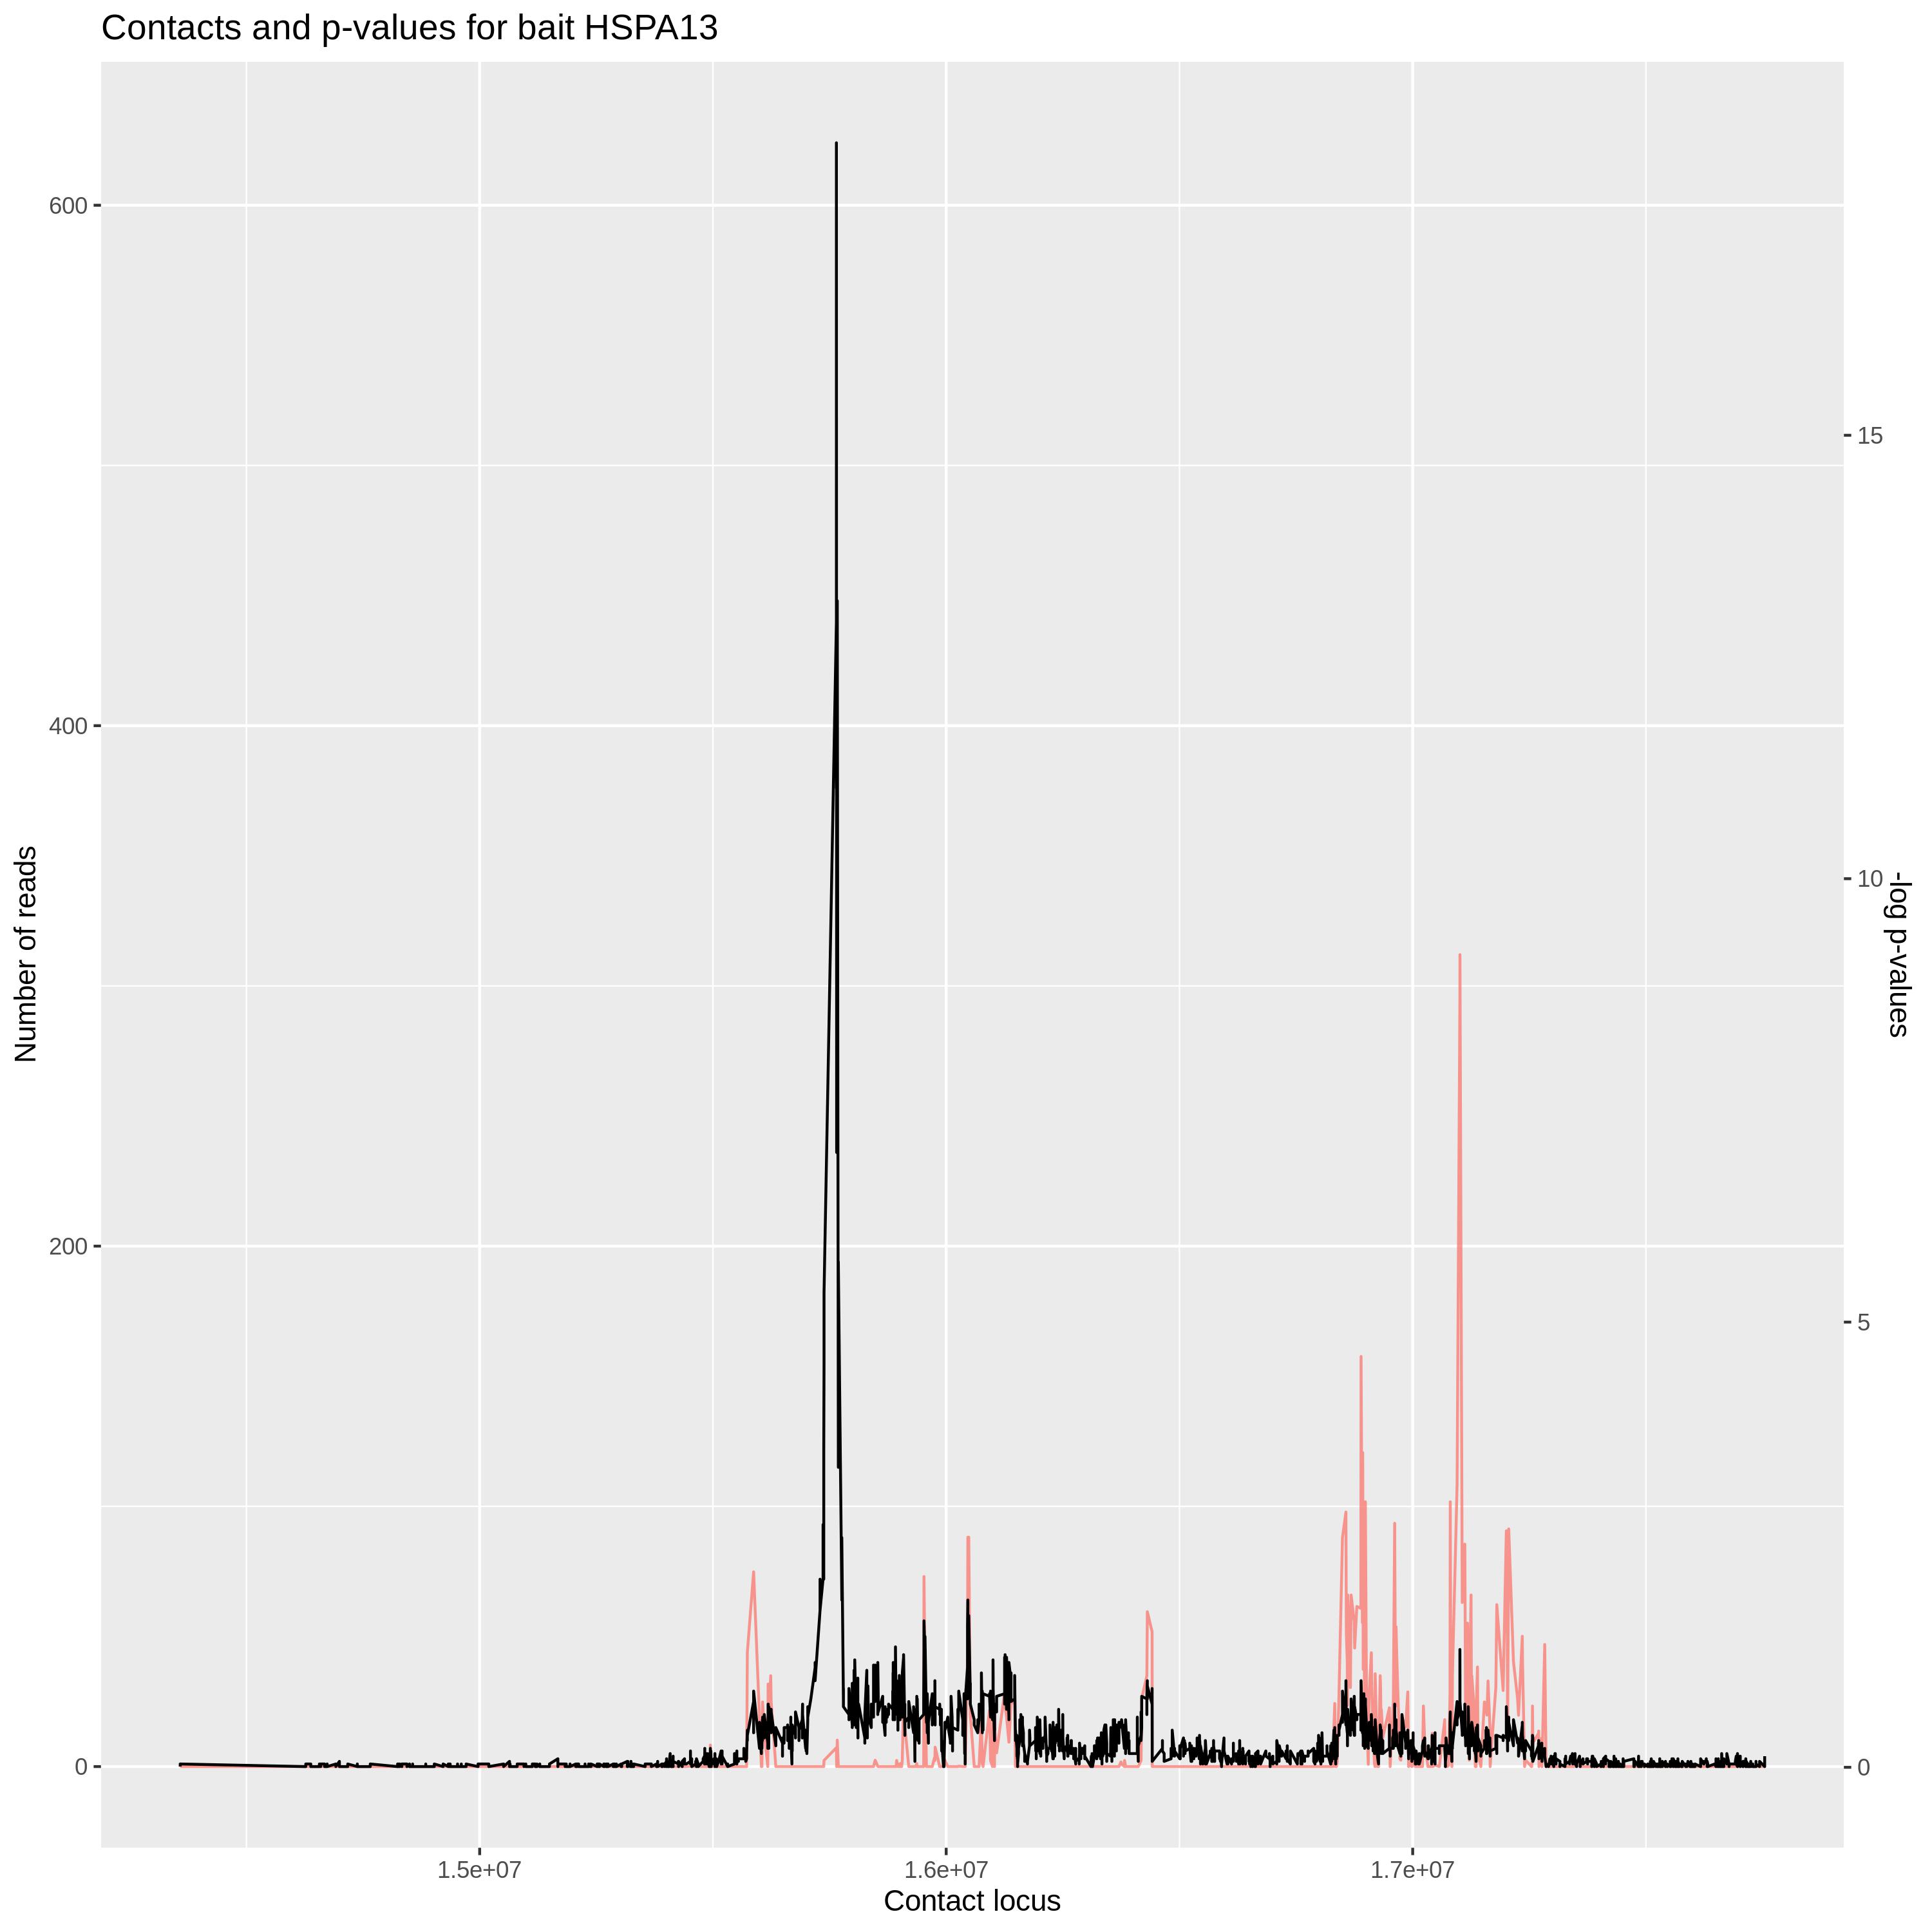 Contacts and p-values for bait HSPA13
600
400
200
0
Number of reads
15
10
5
0
-log p-values
1.5e+07
1.6e+07
1.7e+07
Contact locus